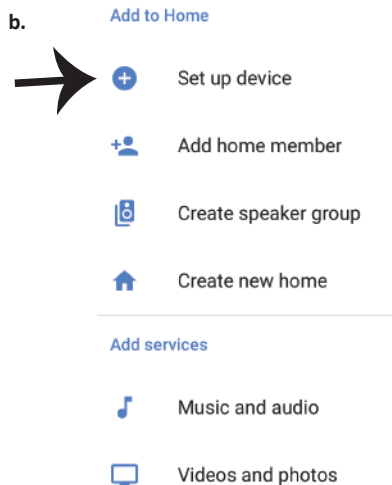 b.
Add to Home
Set up device
Add home member
Create speaker group
Create new home
Add services
Music and audio
Videos and photos